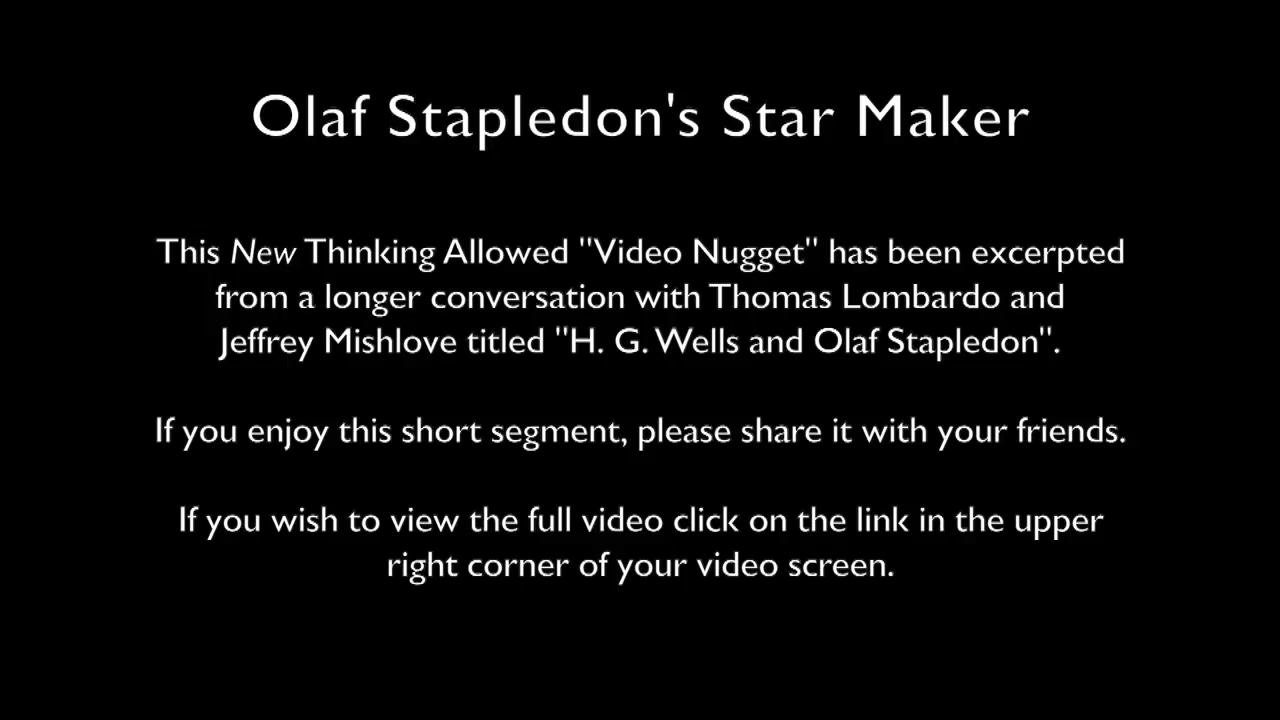 Olaf Stapledon's Star Maker
This New Thinking Allowed "Video Nugget" has been excerpted
from a longer conversation with Thomas Lombardo and
Jeffrey Mishlove titled "H. G. Wells and Olaf Stapledon".
If you enjoy this short segment, please share it with your friends.
If you wish to view the full video click on the link in the upper
right corner of your video screen.